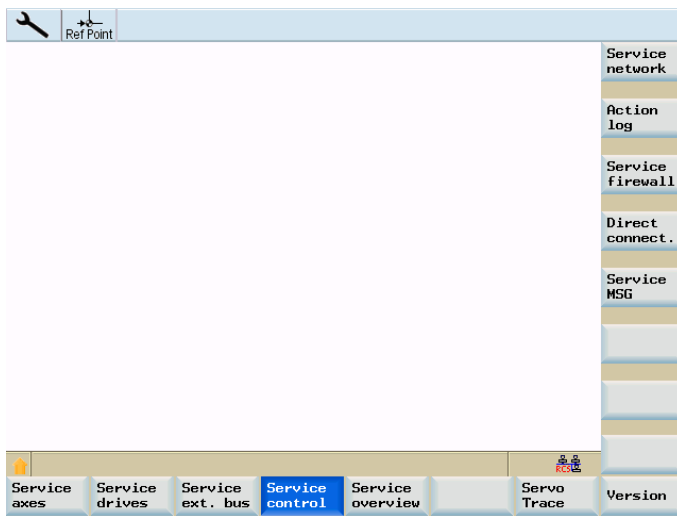 Ref Point
Service
network
Action
log
Service
firewall
Direct
connect.
Service
MSG
RCS
Service
axes
Service
drives
Service
ext. bus
Service
control
Service
overview
Servo
Trace
Version